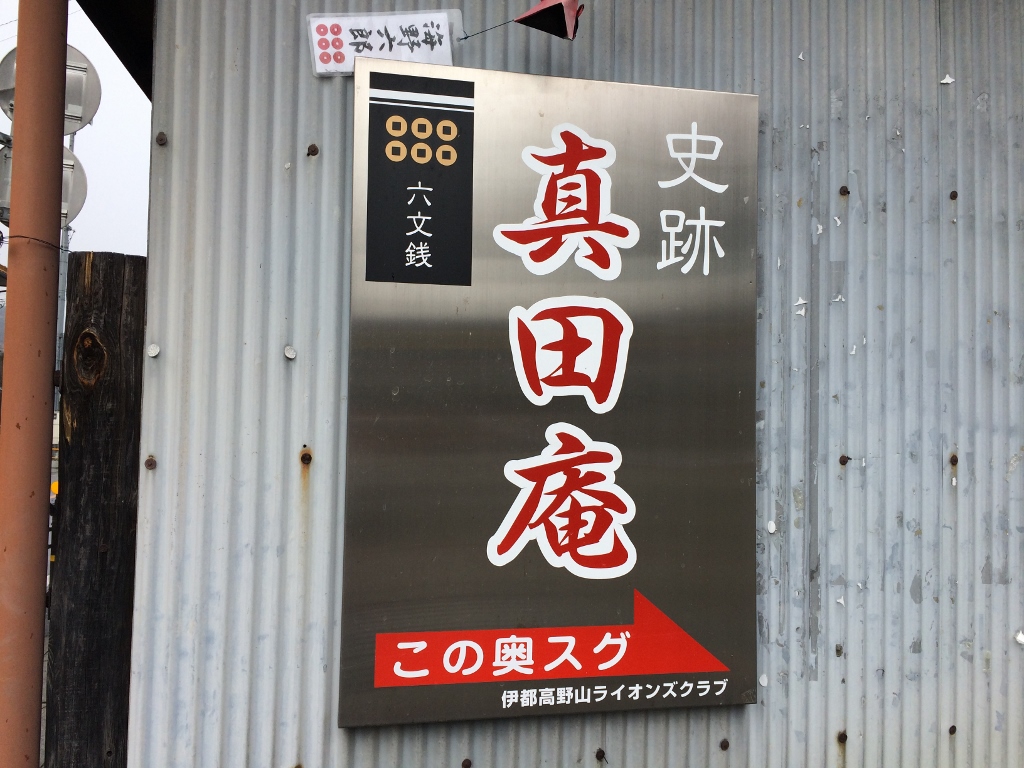 海野六郎
史跡
真田庵
六文銭
この奥スグ
伊都高野山ライオンズクラブ